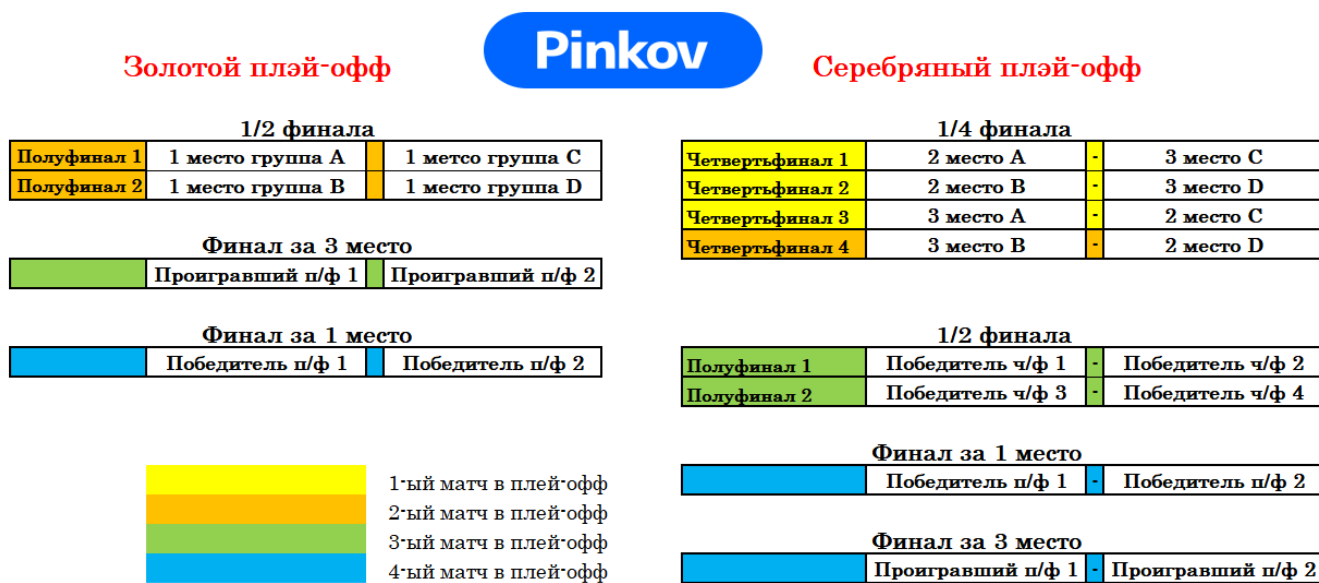 Pinkov
Золотой плэй-офф
1/2 финала
Полуфинал 1 1 место группа А 1 метсо группа С
Полуфинал 2 1 место группа В 1 место группа D
Финал за 3 место
Проигравший п/ф 1 Проигравший п/ф 2
Финал за 1 место
Победитель п/ф 1 Победитель п/ф 2
1-ый матч в плей-офф
2-ый матч в плей-офф
3-ый матч в плей-офф
4-ый матч в плей-офф
Серебряный плэй-офф
1/4 финала
Четвертьфинал 1 2 место А - 3 место С
Четвертьфинал 2 2 место В - 3 место D
Четвертьфинал 3 3 место А - 2 место С
Четвертьфинал 4 3 место В - 2 место D
1/2 финала
Полуфинал 1 Победитель ч/ф 1 - Победитель ч/ф 2
Полуфинал 2 Победитель ч/ф 3 - Победитель ч/ф 4
Финал за 1 место
Победитель п/ф 1 - Победитель п/ф 2
Финал за 3 место
Проигравший п/ф 1 - Проигравший п/ф 2